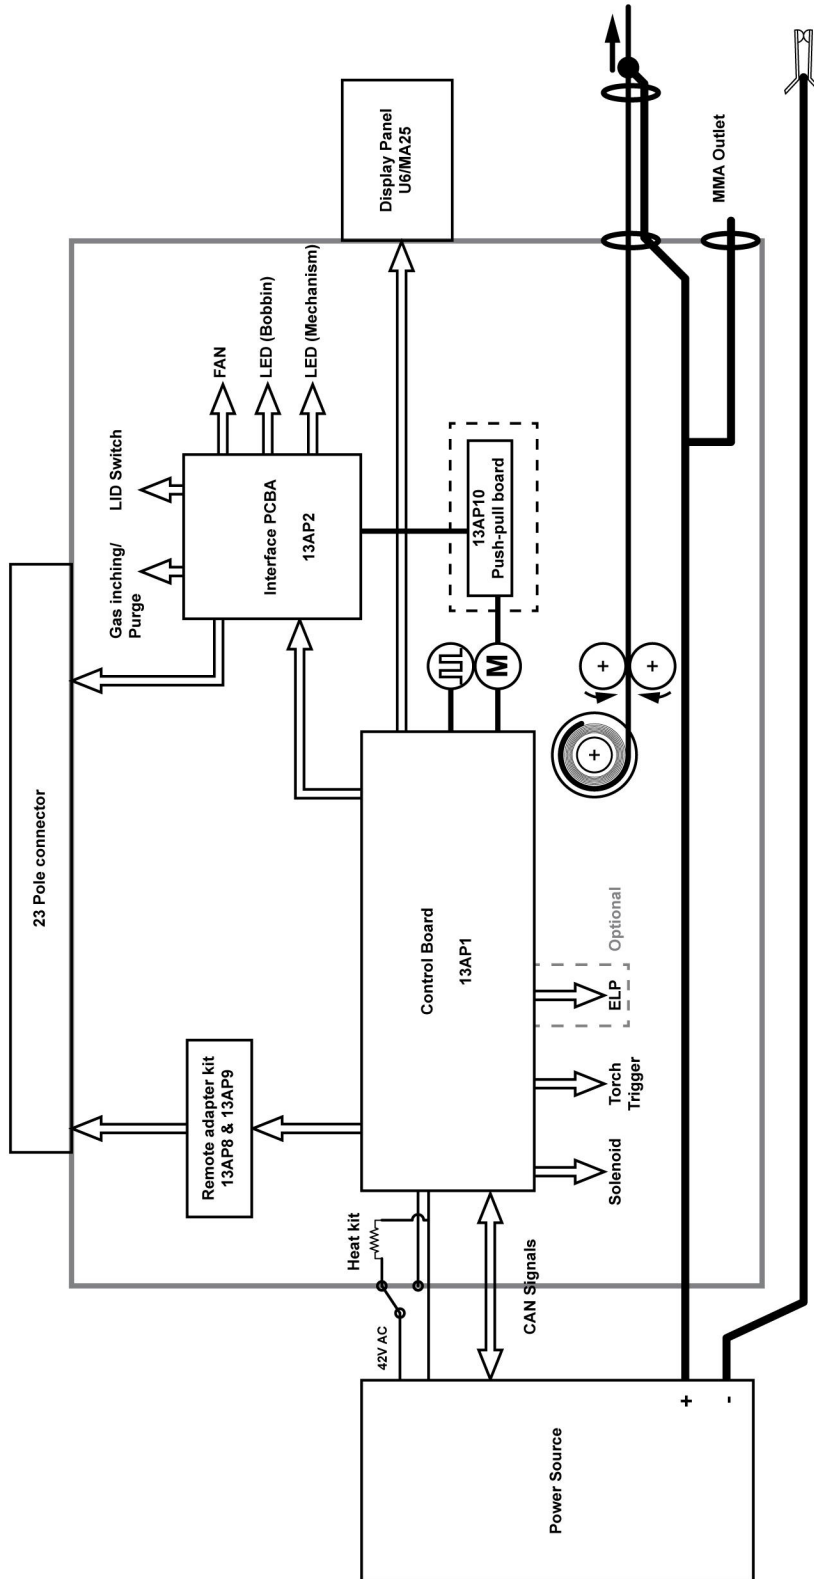 23 Pole connector
Display Panel
U6/MA25
LID Switch
FAN
LED (Bobbin)
LED (Mechanism)
Gas inching/
Purge
Interface PCBA
13AP2
Remote adapter kit
13AP8 & 13AP9
13AP10
Push-pull board
M
Heat kit
42V AC
Control Board
13AP1
CAN Signals
Solenoid
Torch
Trigger
ELP
Optional
+
+
+
MMA Outlet
Power Source
+
-